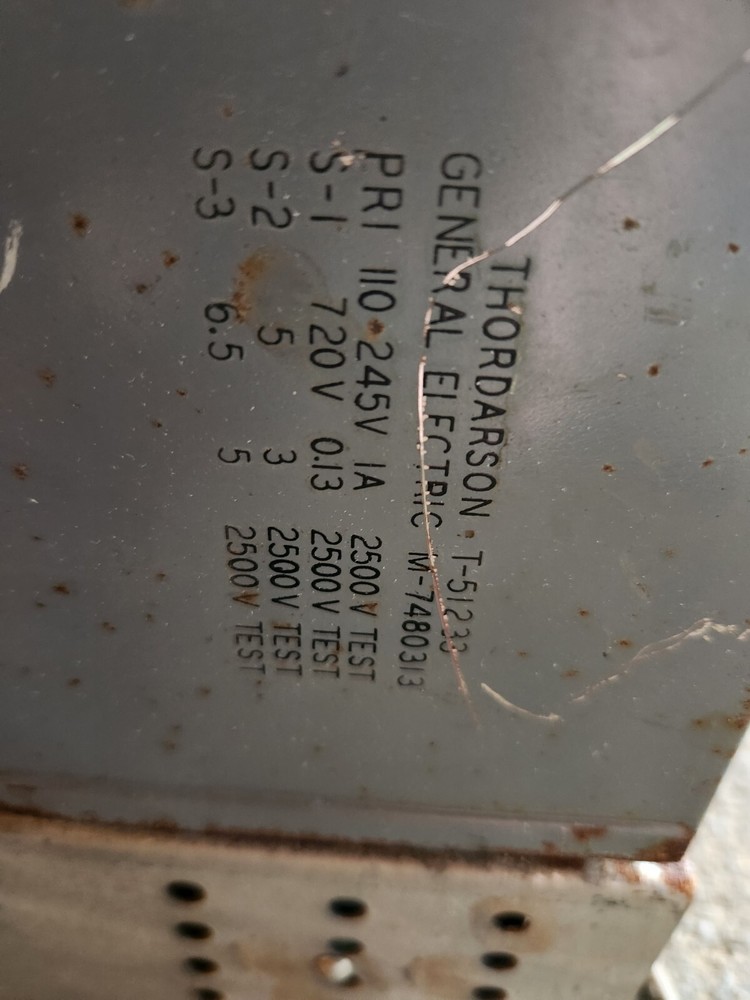 THORDARSON • T-51233
GENERAL ELECTRIC M-7480313
PRI 110•245V 1A 2500V TEST
S-1 720V 0.13 2500V TEST
S-2 5 3 2500V TEST
S-3 6.5 5 2500V TEST